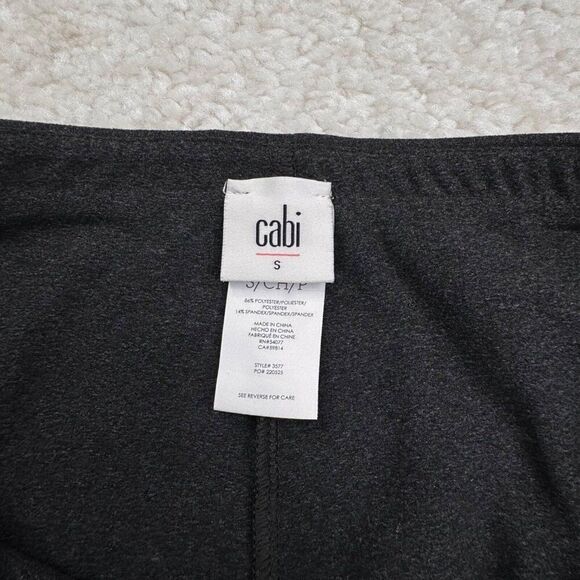 cabi
S
S/CH/P
86% POLYESTER/POLIESTER/
POLYESTER
14% SPANDEX/SPANDEX/SPANDEX
MADE IN CHINA
HECHO EN CHINA
FABRIQUÉ EN CHINE
RN#54077
CA#59814
STYLE# 3577
PO# 220525
SEE REVERSE FOR CARE